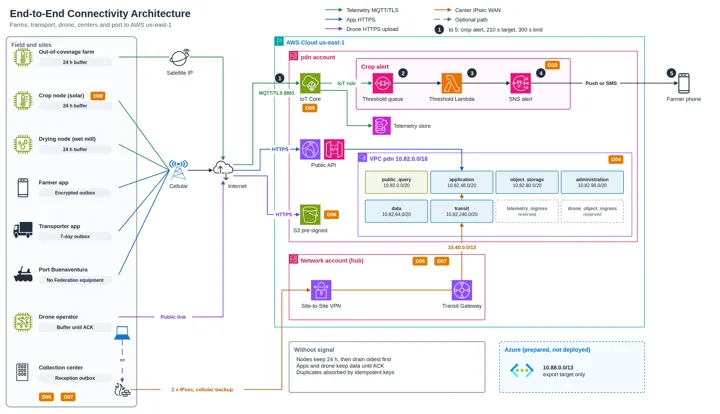 End-to-End Connectivity Architecture
Farms, transport, drone, centers and port to AWS us-east-1
Telemetry MQTT/TLS
App HTTPS
Drone HTTPS upload
Center IPsec WAN
Optional path
1 to 5: crop alert, 210 s target, 300 s limit
Field and sites
Out-of-coverage farm
24 h buffer
Crop node (solar) D08
24 h buffer
Drying node (wet mill)
24 h buffer
Farmer app
Encrypted outbox
Transporter app
7-day outbox
Port Buenaventura
No Federation equipment
Drone operator
Buffer until ACK
or
Collection center
Reception outbox
D05 D07
Satellite IP
Cellular
Internet
Public link
2 x IPsec, cellular backup
MQTT/TLS 8883
HTTPS
HTTPS
AWS Cloud us-east-1
pdn account
1
IoT Core
D08
IoT rule
Crop alert
D10
2
Threshold queue
3
Threshold Lambda
4
SNS alert
Push or SMS
5
Farmer phone
Telemetry store
Public API
S3 pre-signed
D06
VPC pdn 10.82.0.0/16
D04
public_query
10.82.0.0/20
application
10.82.48.0/20
object_storage
10.82.80.0/20
administration
10.82.96.0/20
data
10.82.64.0/20
transit
10.82.240.0/20
telemetry_ingress
reserved
drone_object_ingress
reserved
10.40.0.0/13
Network account (hub)
D05 D07
Site-to-Site VPN
Transit Gateway
Without signal
Nodes keep 24 h, then drain oldest first
Apps and drone keep data until ACK
Duplicates absorbed by idempotent keys
Azure (prepared, not deployed)
10.88.0.0/13
export target only